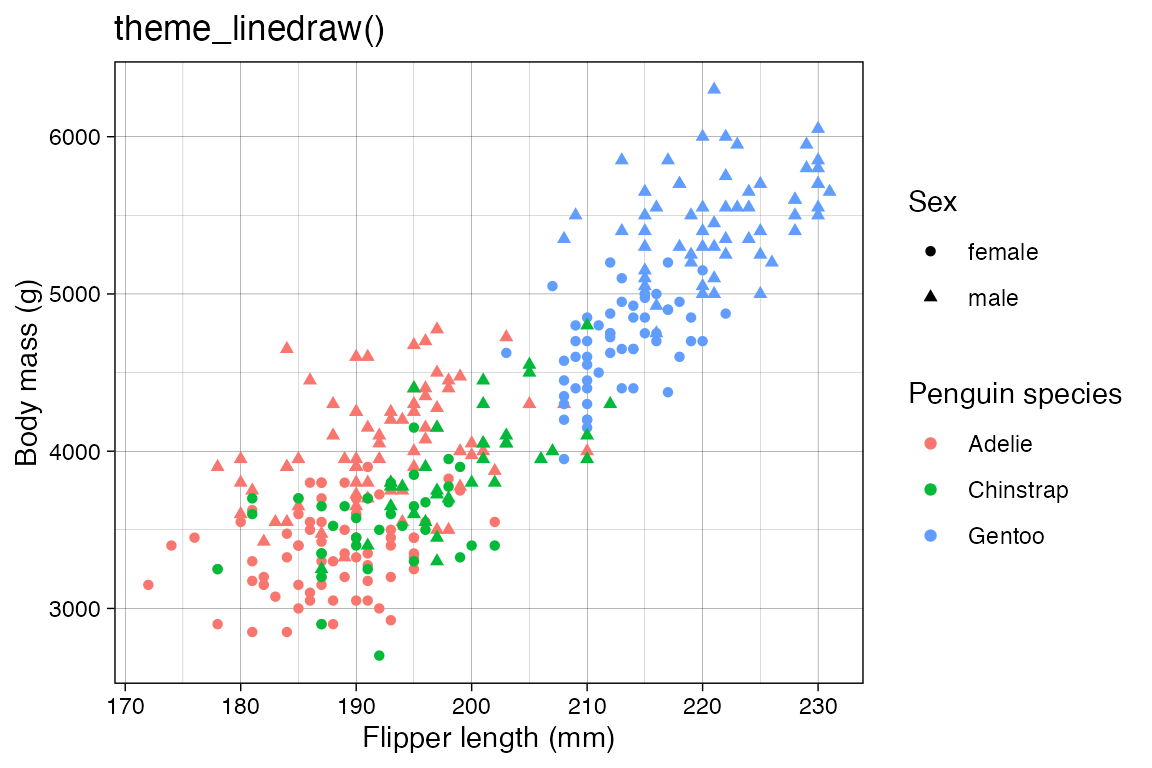 theme_linedraw()
6000
5000
4000
3000
Body mass (g)
170 180 190 200 210 220 230
Flipper length (mm)
Sex
female
male
Penguin species
Adelie
Chinstrap
Gentoo